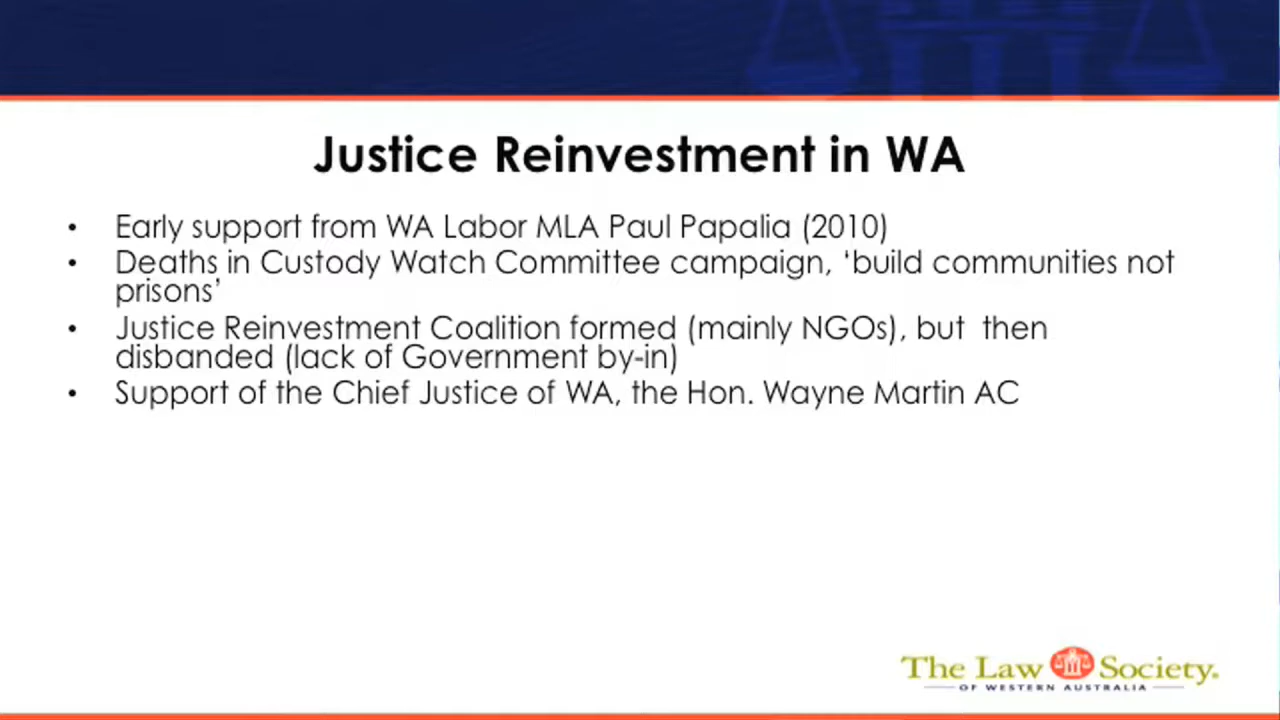 Justice Reinvestment in WA
• Early support from WA Labor MLA Paul Papalia (2010)
• Deaths in Custody Watch Committee campaign, ‘build communities not
prisons’
• Justice Reinvestment Coalition formed (mainly NGOs), but  then
disbanded (lack of Government by-in)
• Support of the Chief Justice of WA, the Hon. Wayne Martin AC
The Law Society
OF WESTERN AUSTRALIA